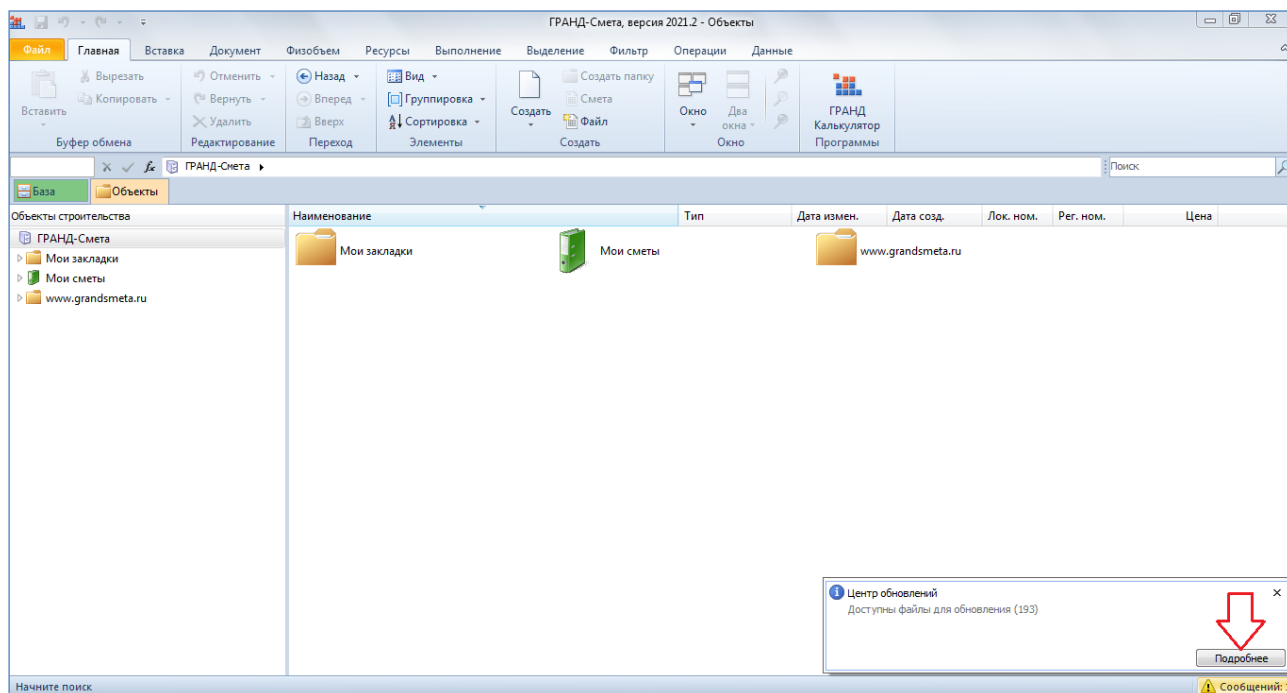 ГРАНД-Смета, версия 2021.2 - Объекты
Файл Главная Вставка Документ Физобъем Ресурсы Выполнение Выделение Фильтр Операции Данные
Вставить
Вырезать
Копировать
Буфер обмена
Отменить
Вернуть
Удалить
Редактирование
Назад
Вперед
Вверх
Переход
Вид
Группировка
Сортировка
Элементы
Создать
Создать папку
Смета
Файл
Создать
Окно
Два окна
Окно
ГРАНД Калькулятор
Программы
fx ГРАНД-Смета
Поиск
База Объекты
Объекты строительства
ГРАНД-Смета
Мои закладки
Мои сметы
www.grandsmeta.ru
Наименование Тип Дата измен. Дата созд. Лок. ном. Рег. ном. Цена
Мои закладки Мои сметы www.grandsmeta.ru
Центр обновлений
Доступны файлы для обновления (193)
Подробнее
Начните поиск
Сообщений: